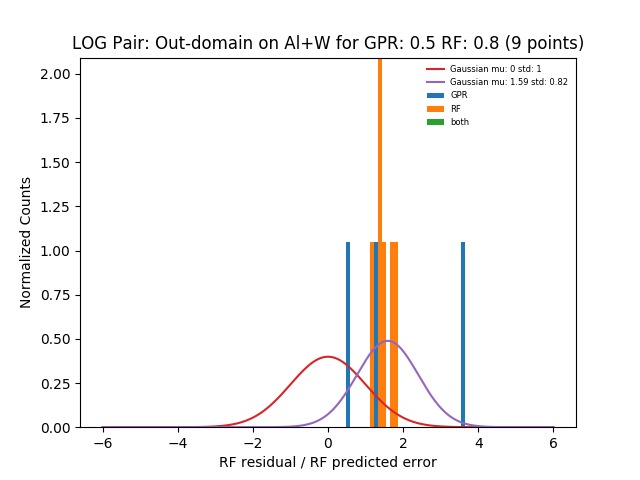 LOG Pair: Out-domain on Al+W for GPR: 0.5 RF: 0.8 (9 points)
Gaussian mu: 0 std: 1
Gaussian mu: 1.59 std: 0.82
GPR
RF
both
Normalized Counts
2.00
1.75
1.50
1.25
1.00
0.75
0.50
0.25
0.00
−6
−4
−2
0
2
4
6
RF residual / RF predicted error